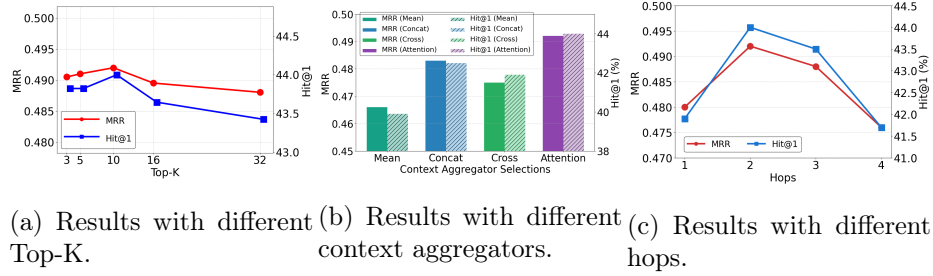 0.500
0.495
0.490
0.485
0.480
MRR
44.5
44.0
43.5
43.0
Hit@1
MRR
Hit@1
3 5 10 16 32
Top-K
(a) Results with different
Top-K.
0.50
0.49
0.48
0.47
0.46
0.45
MRR
MRR (Mean)
MRR (Concat)
MRR (Cross)
MRR (Attention)
Hit@1 (Mean)
Hit@1 (Concat)
Hit@1 (Cross)
Hit@1 (Attention)
44
42
40
38
Hit@1 (%)
Mean Concat Cross Attention
Context Aggregator Selections
(b) Results with different
context aggregators.
0.500
0.495
0.490
0.485
0.480
0.475
0.470
MRR
44.5
44.0
43.5
43.0
42.5
42.0
41.5
41.0
Hit@1 (%)
MRR Hit@1
1 2 3 4
Hops
(c) Results with different
hops.